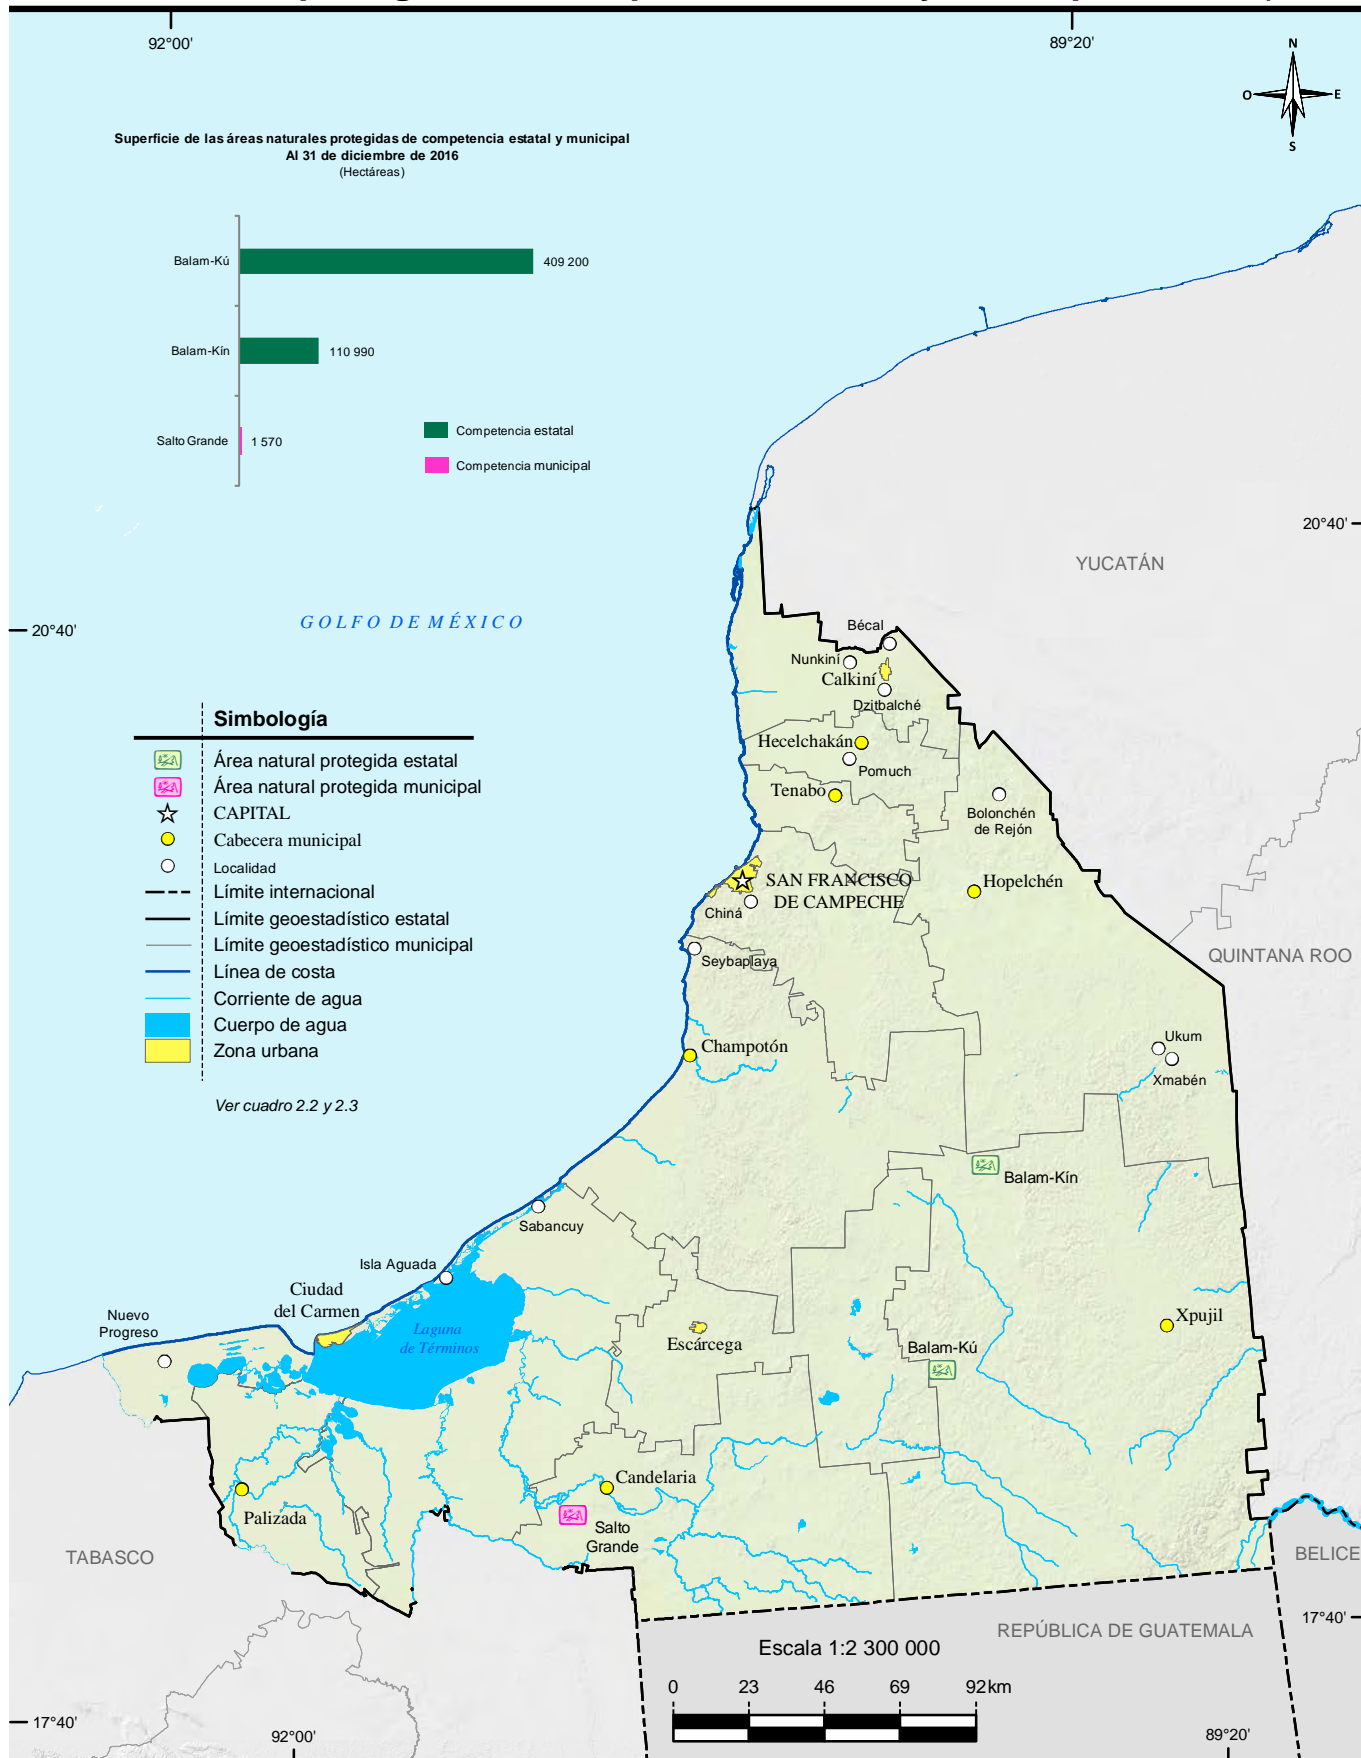 92°00'
89°20'
N
O
E
S
Superficie de las áreas naturales protegidas de competencia estatal y municipal
Al 31 de diciembre de 2016
(Hectáreas)
Balam-Kú
409 200
Balam-Kín
110 990
Salto Grande
1 570
Competencia estatal
Competencia municipal
20°40'
YUCATÁN
GOLFO DE MÉXICO
20°40'
Bécal
Nunkiní
Calkiní
Dzitbalché
Simbología
Área natural protegida estatal
Área natural protegida municipal
CAPITAL
Cabecera municipal
Localidad
Límite internacional
Límite geoestadístico estatal
Límite geoestadístico municipal
Línea de costa
Corriente de agua
Cuerpo de agua
Zona urbana
Ver cuadro 2.2 y 2.3
Hecelchakán
Pomuch
Tenabo
Bolonchén
de Rejón
SAN FRANCISCO
DE CAMPECHE
Hopelchén
Chiná
Seybaplaya
QUINTANA ROO
Champotón
Ukum
Xmabén
Balam-Kín
Sabancuy
Isla Aguada
Ciudad
del Carmen
Nuevo
Progreso
Laguna
de Términos
Escárcega
Xpujil
Balam-Kú
Candelaria
Palizada
Salto
Grande
TABASCO
BELICE
17°40'
REPÚBLICA DE GUATEMALA
Escala 1:2 300 000
0
23
46
69
92 km
17°40'
92°00'
89°20'